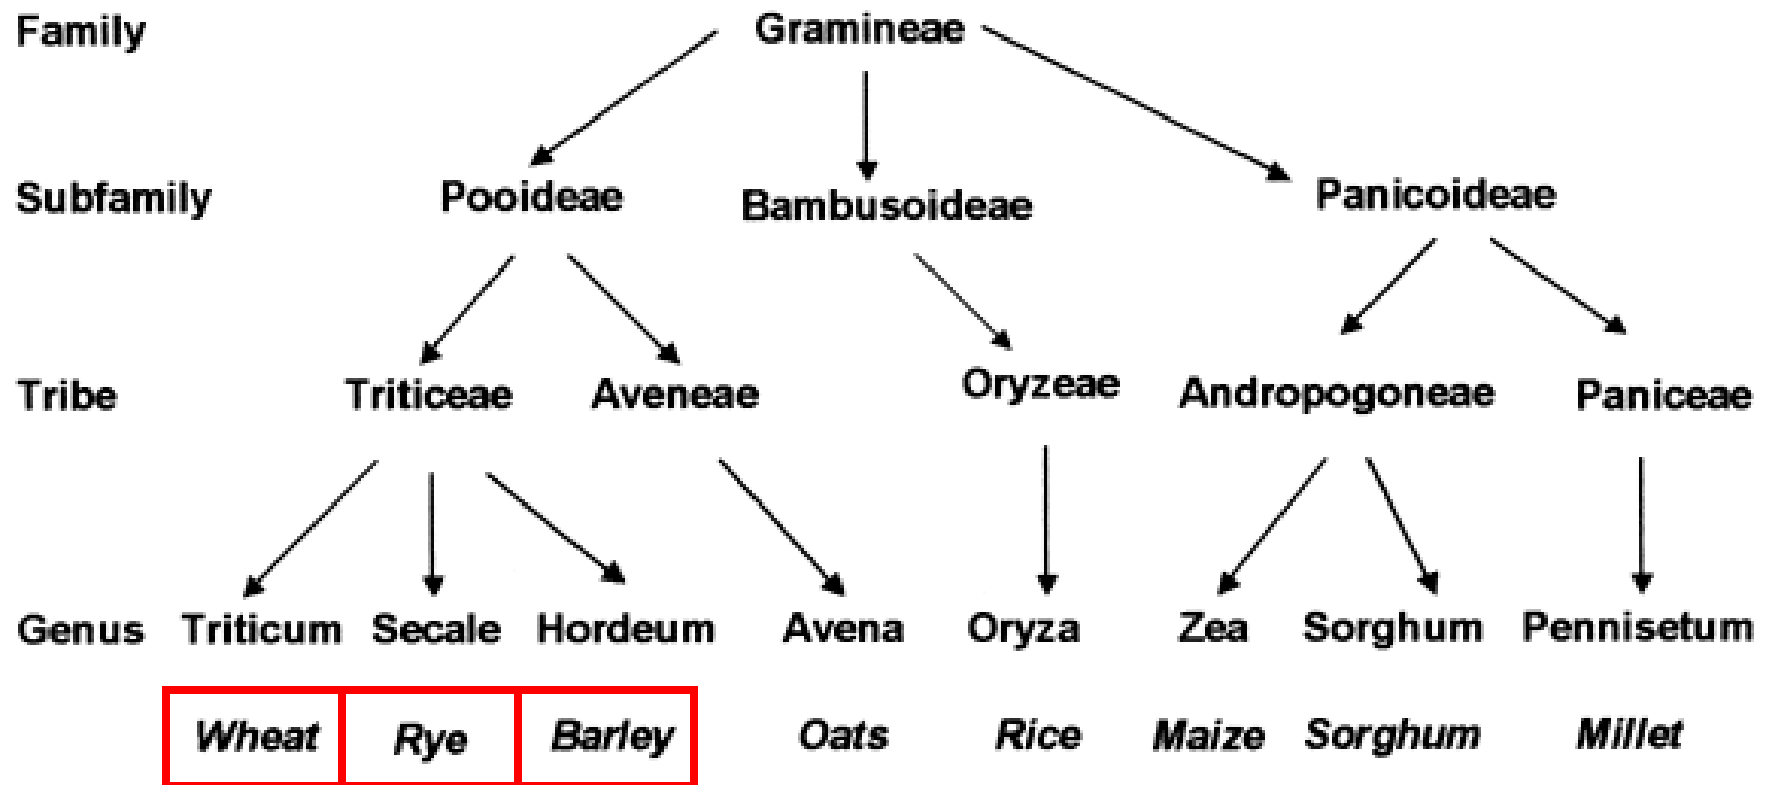 Family Gramineae
Subfamily Pooideae Bambusoideae Panicoideae
Tribe Triticeae Aveneae Oryzeae Andropogoneae Paniceae
Genus Triticum Secale Hordeum Avena Oryza Zea Sorghum Pennisetum
Wheat Rye Barley Oats Rice Maize Sorghum Millet